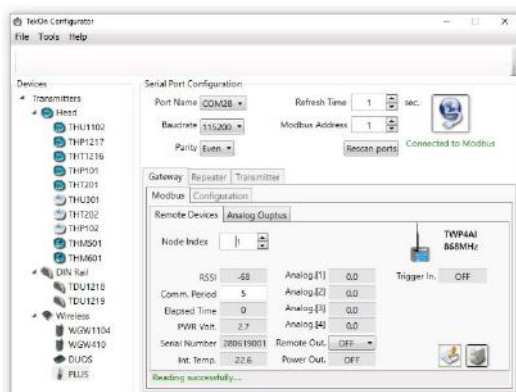 TekOn Configurator
File Tools Help
Devices
Transmitters
Head
THU1102
THP1217
THT1216
THP101
THT201
THU301
THT202
THP102
THM501
THM601
DIN Rail
TDU1218
TDU1219
Wireless
WGW1104
WGW410
DUOS
PLUS
Serial Port Configuration
Port Name COM28
Refresh Time 1 sec.
Baudrate 115200
Modbus Address 1
Parity Even
Rescan ports
Connected to Modbus
Gateway Repeater Transmitter
Modbus Configuration
Remote Devices Analog Ouptus
Node Index 1
TWP4AI
868MHz
RSSI -68
Analog.[1] 0.0
Trigger In. OFF
Comm. Period 5
Analog.[2] 0.0
Elapsed Time 0
Analog.[3] 0.0
PWR Volt. 2.7
Analog.[4] 0.0
Serial Number 280619001
Remote Out. OFF
Int. Temp. 22.6
Power Out. OFF
Reading successfully...